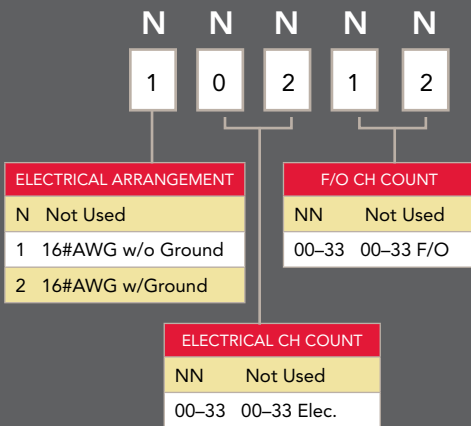 N N N N N
1 0 2 1 2
ELECTRICAL ARRANGEMENT
N Not Used
1 16#AWG w/o Ground
2 16#AWG w/Ground
F/O CH COUNT
NN Not Used
00–33 00–33 F/O
ELECTRICAL CH COUNT
NN Not Used
00–33 00–33 Elec.